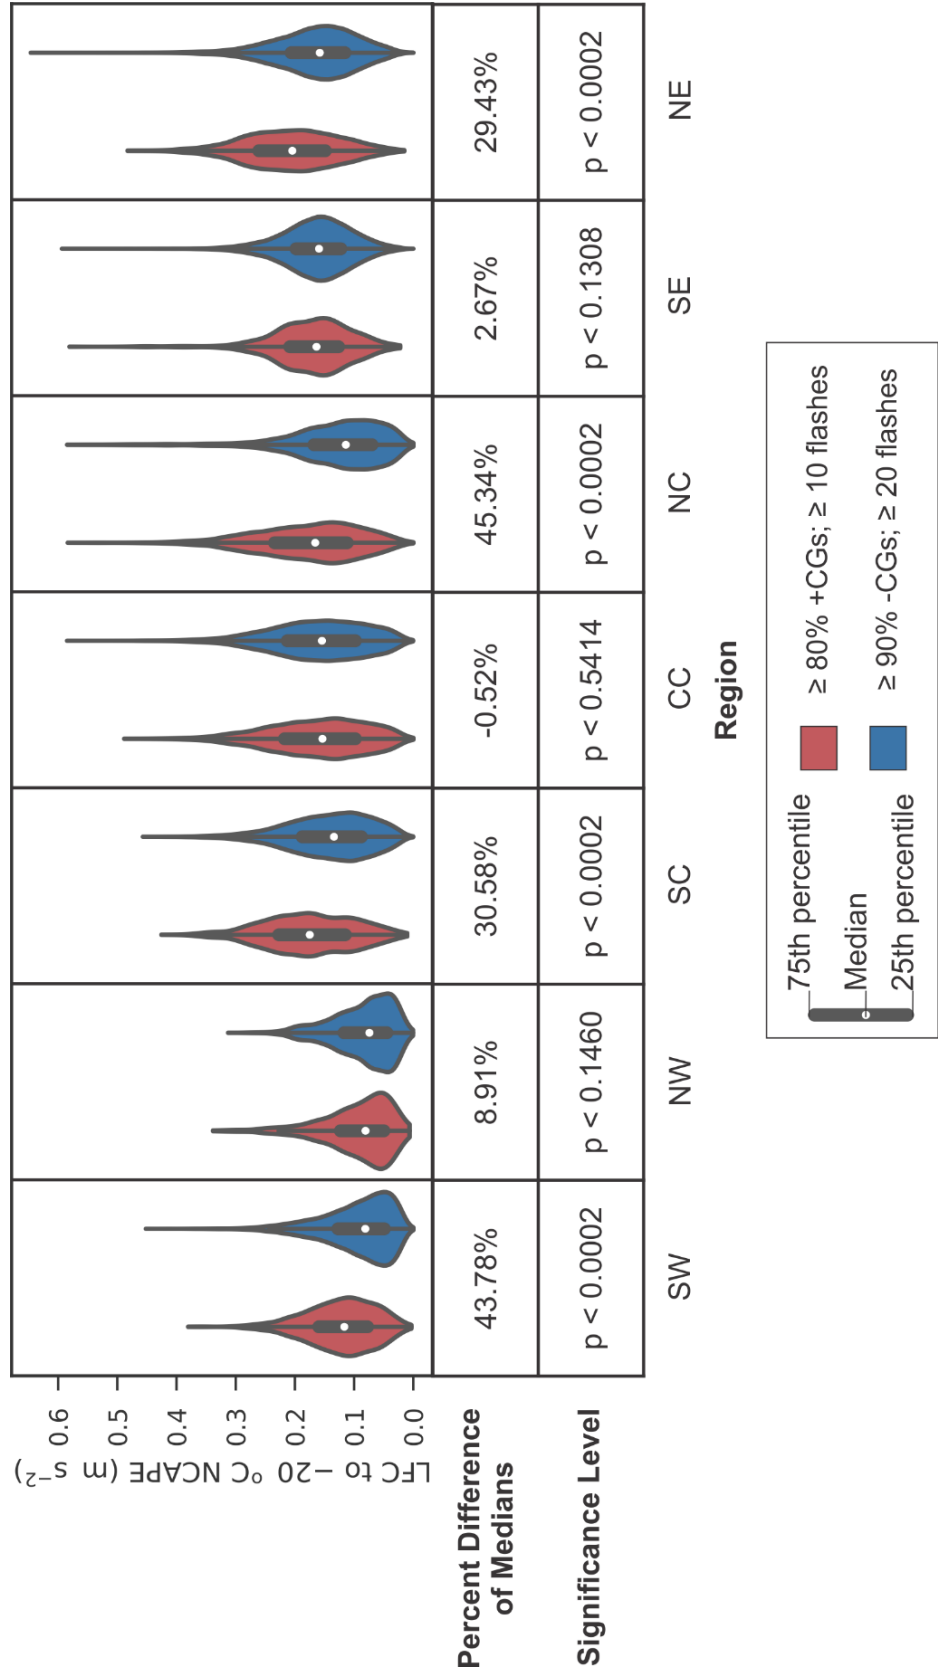 0.6
0.5
0.4
0.3
0.2
0.1
0.0
LFC to −20 °C NCAPE (m s⁻²)
Percent Difference
of Medians
43.78%
8.91%
30.58%
-0.52%
45.34%
2.67%
29.43%
Significance Level
p < 0.0002
p < 0.1460
p < 0.0002
p < 0.5414
p < 0.0002
p < 0.1308
p < 0.0002
SW
NW
SC
CC
NC
SE
NE
Region
75th percentile
Median
25th percentile
≥ 80% +CGs; ≥ 10 flashes
≥ 90% -CGs; ≥ 20 flashes